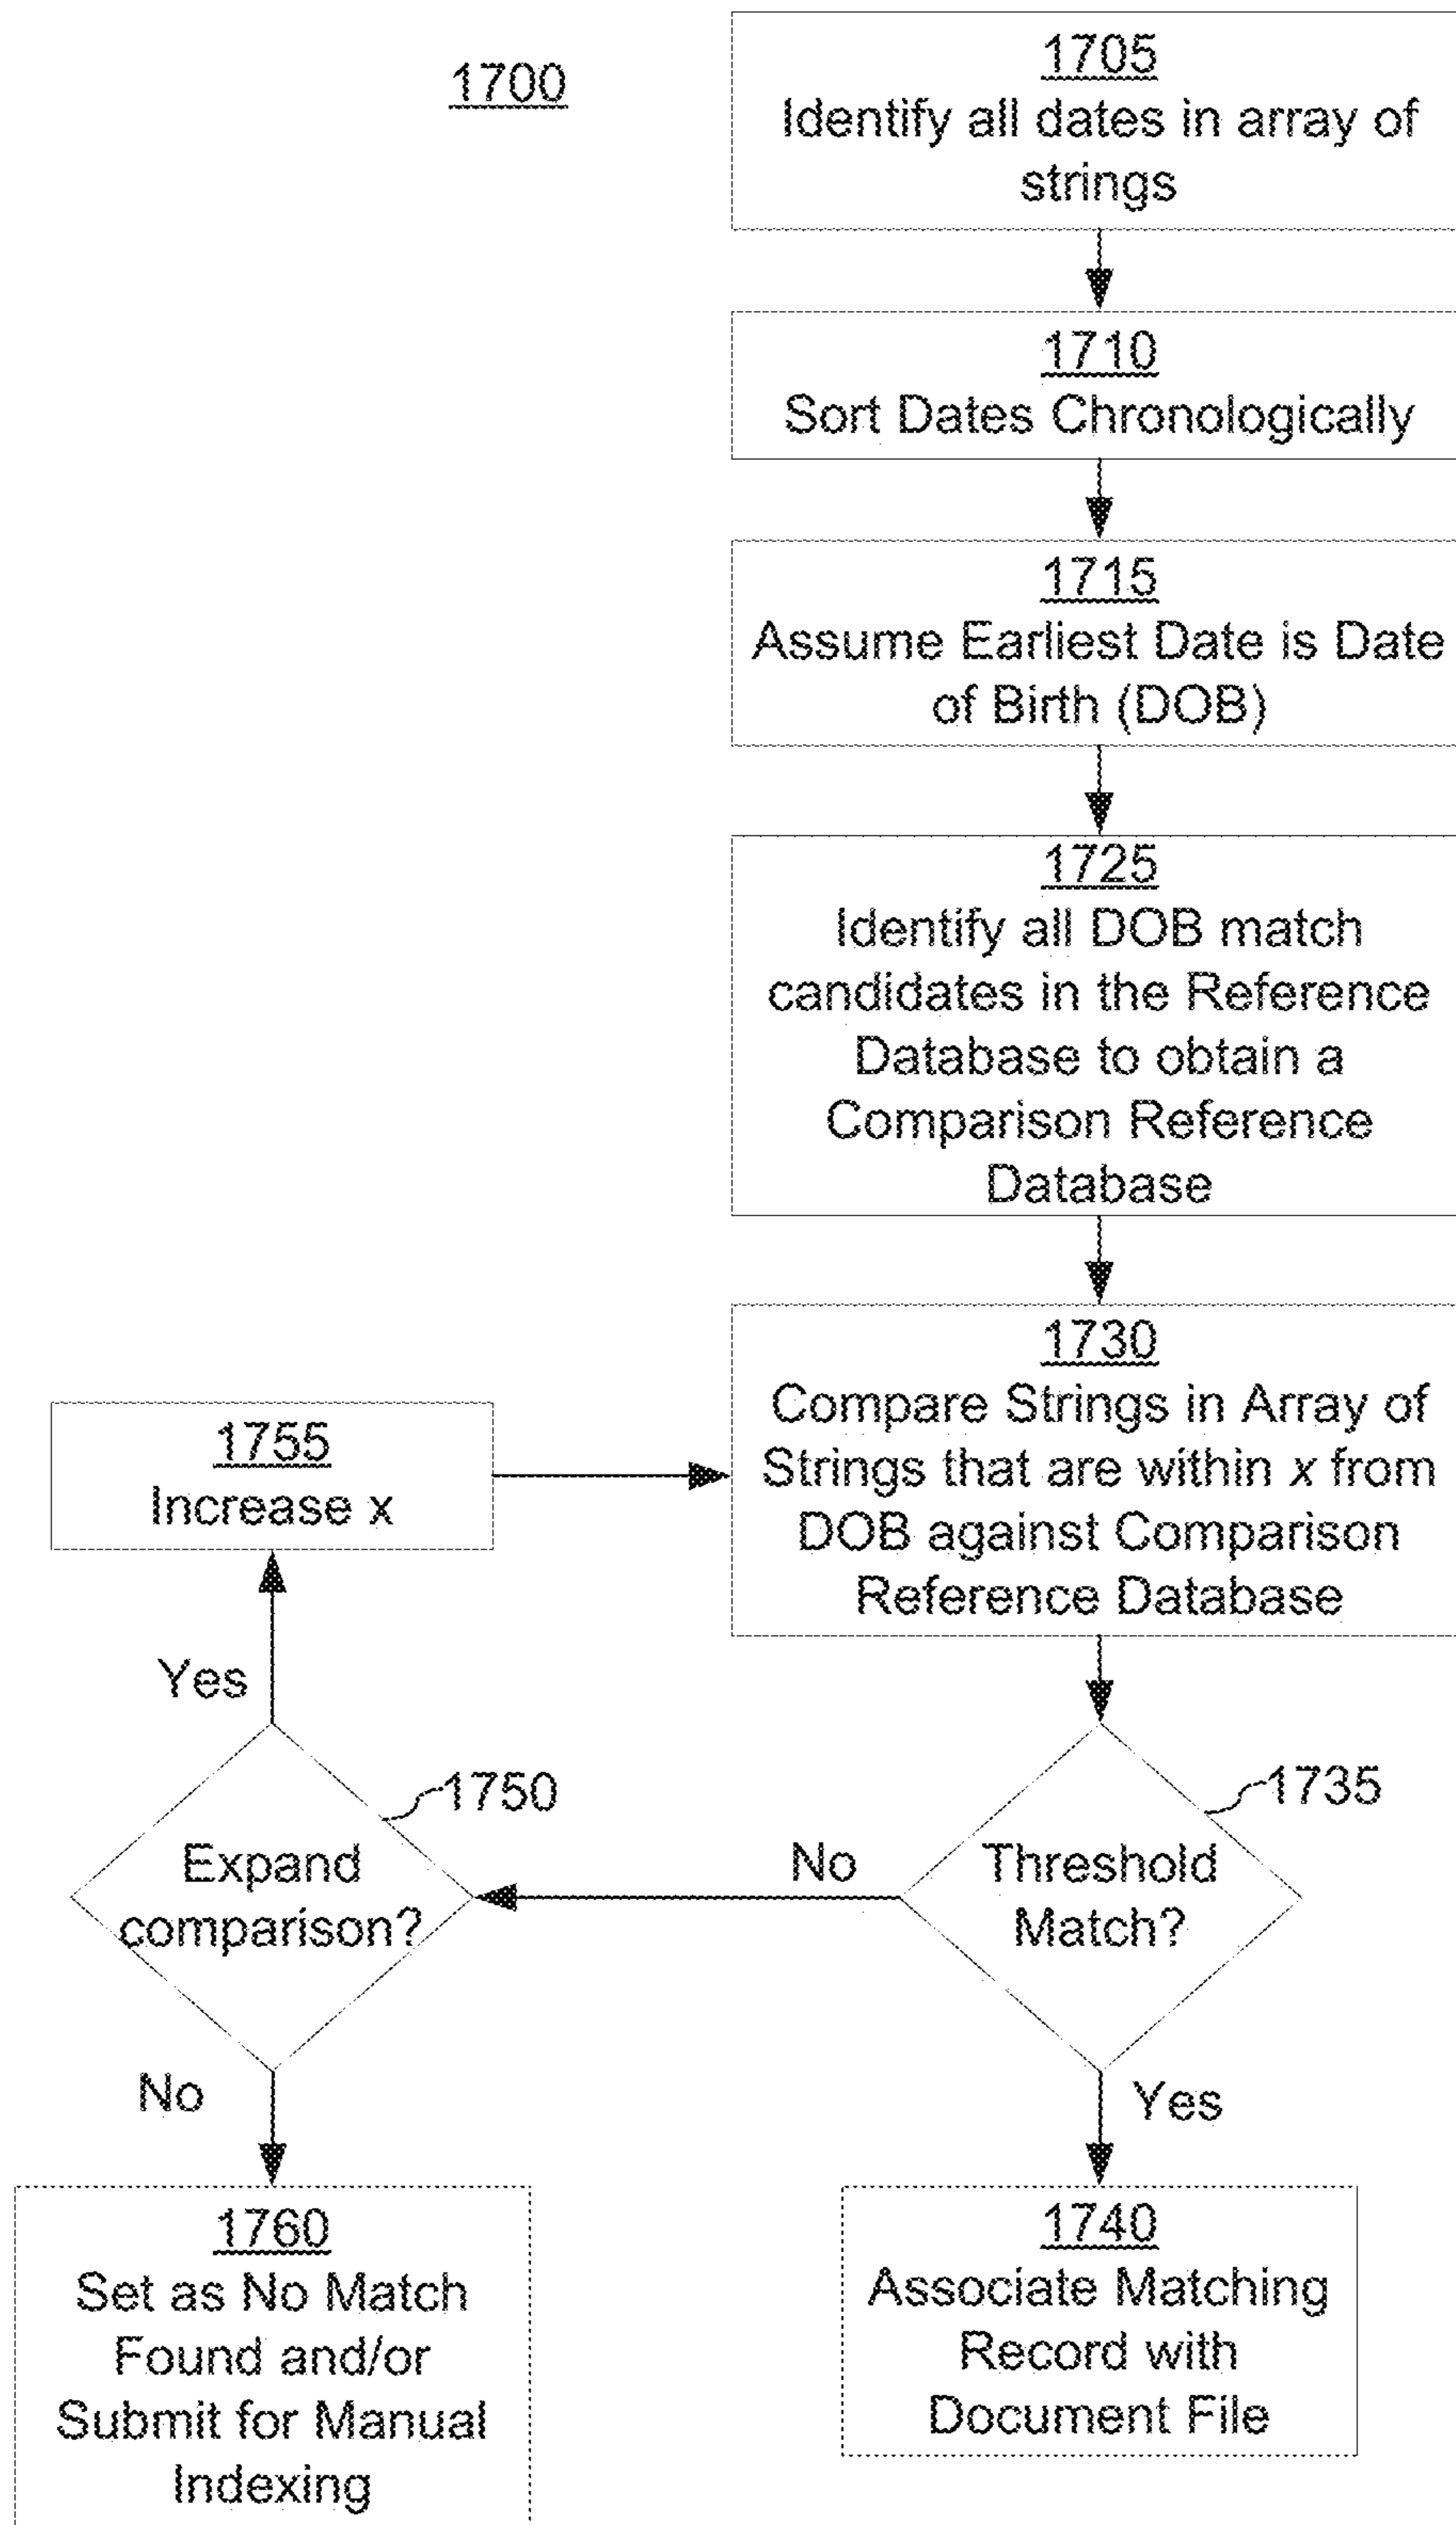 1700
1705
Identify all dates in array of
strings
1710
Sort Dates Chronologically
1715
Assume Earliest Date is Date
of Birth (DOB)
1725
Identify all DOB match
candidates in the Reference
Database to obtain a
Comparison Reference
Database
1730
Compare Strings in Array of
Strings that are within x from
DOB against Comparison
Reference Database
1755
Increase x
Yes
1750
Expand
comparison?
No
1735
Threshold
Match?
No
Yes
1760
Set as No Match
Found and/or
Submit for Manual
Indexing
1740
Associate Matching
Record with
Document File